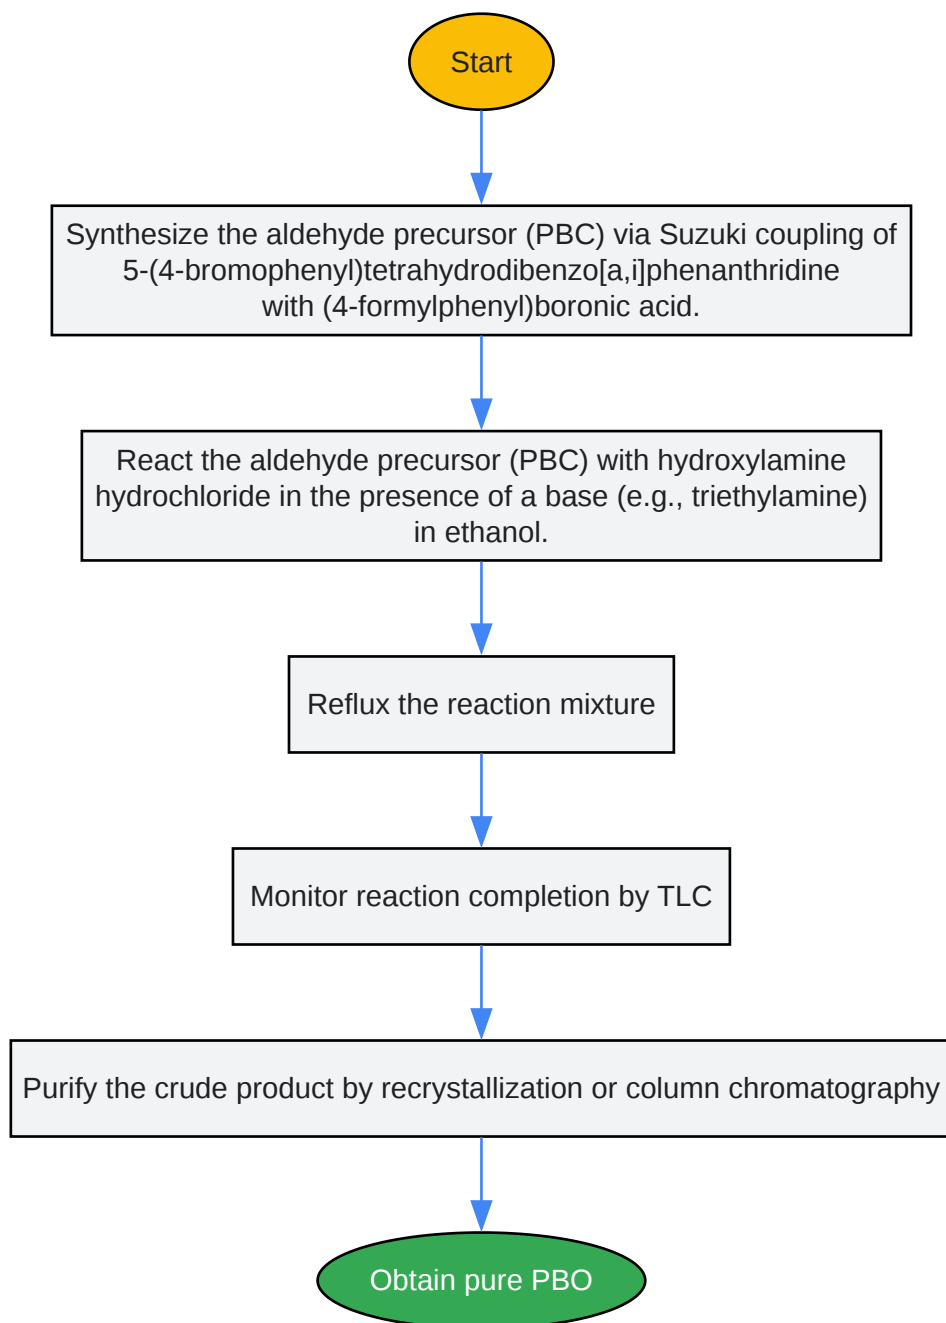 Start
Synthesize the aldehyde precursor (PBC) via Suzuki coupling of
5-(4-bromophenyl)tetrahydrodibenzo[a,i]phenanthridine
with (4-formylphenyl)boronic acid.
React the aldehyde precursor (PBC) with hydroxylamine
hydrochloride in the presence of a base (e.g., triethylamine)
in ethanol.
Reflux the reaction mixture
Monitor reaction completion by TLC
Purify the crude product by recrystallization or column chromatography
Obtain pure PBO